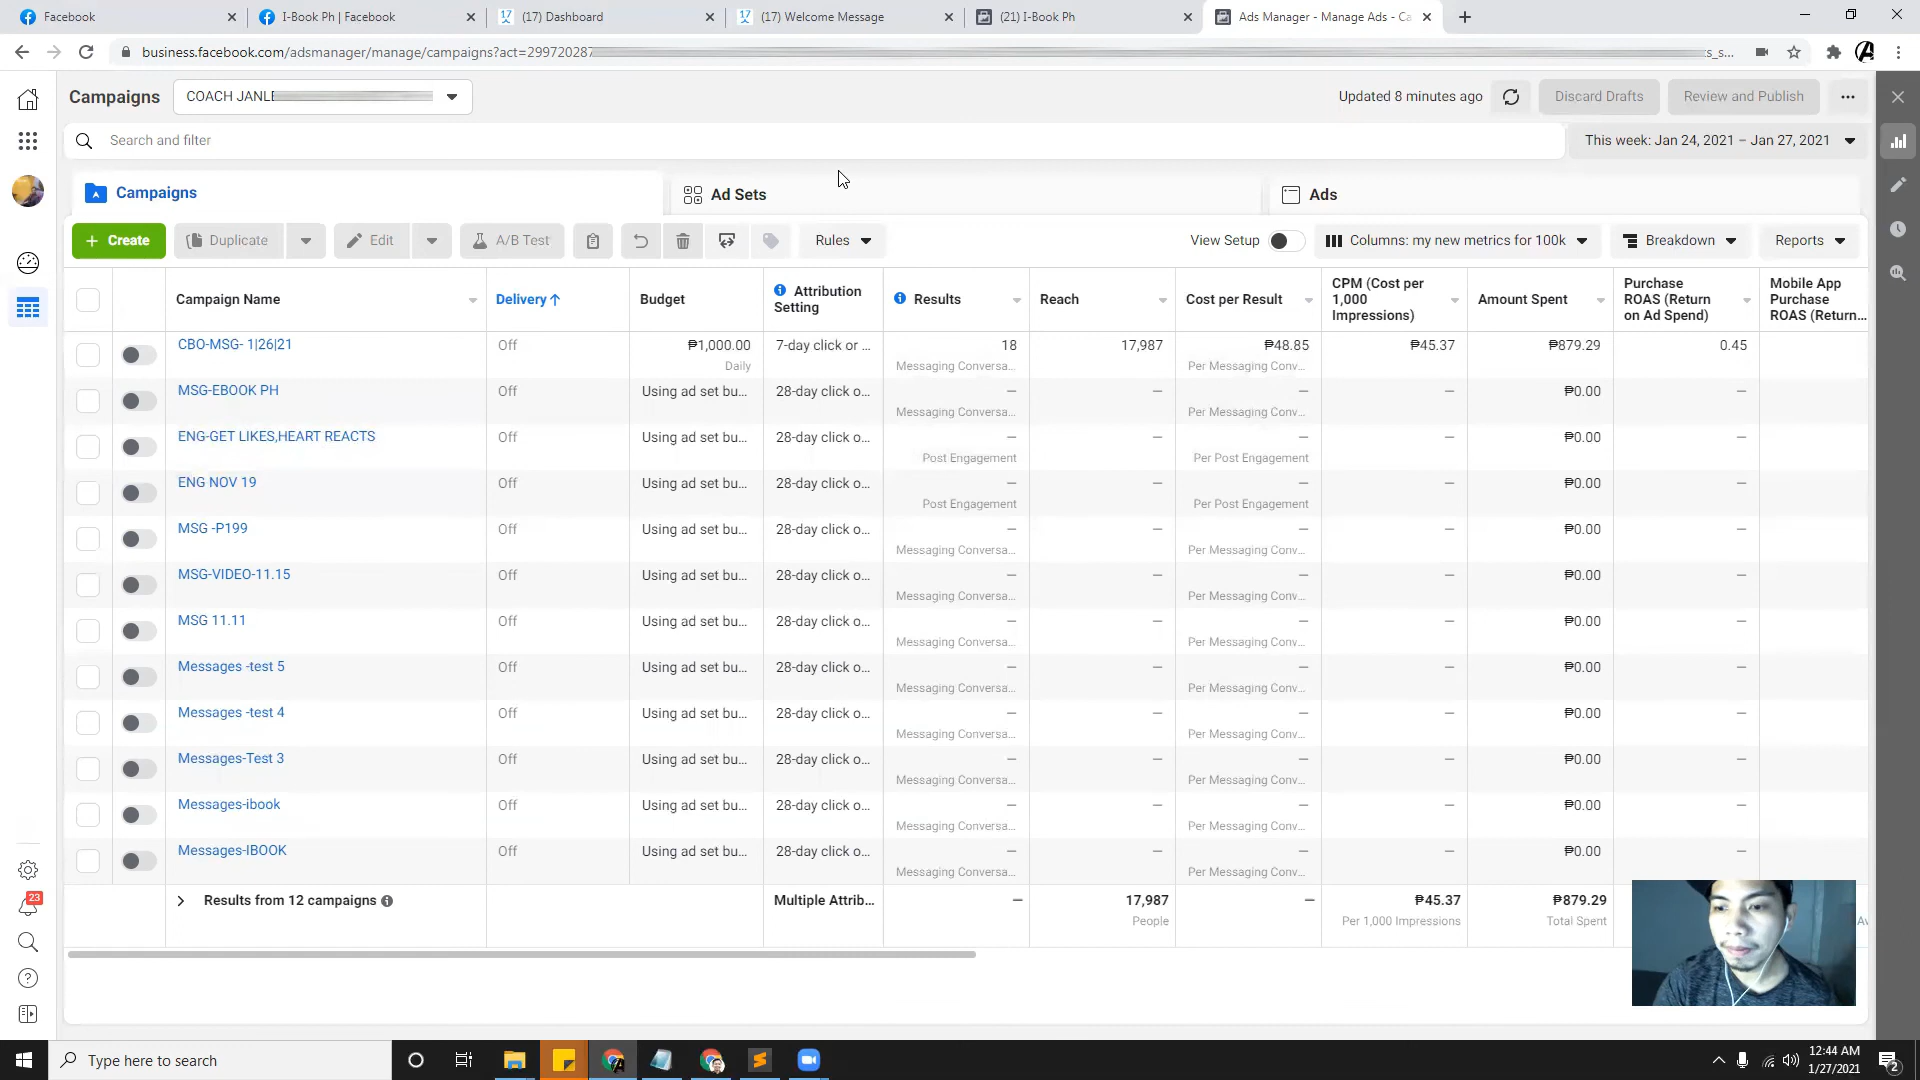 Facebook
I-Book Ph | Facebook
(17) Dashboard
(17) Welcome Message
(21) I-Book Ph
Ads Manager - Manage Ads - Ca
business.facebook.com/adsmanager/manage/campaigns?act=299720287
s_s...
Campaigns
COACH JANLE
Updated 8 minutes ago
Discard Drafts
Review and Publish
Search and filter
This week: Jan 24, 2021 – Jan 27, 2021
Campaigns
Ad Sets
Ads
+ Create
Duplicate
Edit
A/B Test
Rules
View Setup
Columns: my new metrics for 100k
Breakdown
Reports
Campaign Name
Delivery ↑
Budget
Attribution Setting
Results
Reach
Cost per Result
CPM (Cost per 1,000 Impressions)
Amount Spent
Purchase ROAS (Return on Ad Spend)
Mobile App Purchase ROAS (Return...
CBO-MSG- 1|26|21 Off ₱1,000.00 7-day click or ... 18 17,987 ₱48.85 ₱45.37 ₱879.29 0.45
Daily Messaging Conversa... Per Messaging Conv...
MSG-EBOOK PH Off Using ad set bu... 28-day click o... — — — — ₱0.00 —
Messaging Conversa... Per Messaging Conv...
ENG-GET LIKES,HEART REACTS Off Using ad set bu... 28-day click o... — — — — ₱0.00 —
Post Engagement Per Post Engagement
ENG NOV 19 Off Using ad set bu... 28-day click o... — — — — ₱0.00 —
Post Engagement Per Post Engagement
MSG -P199 Off Using ad set bu... 28-day click o... — — — — ₱0.00 —
Messaging Conversa... Per Messaging Conv...
MSG-VIDEO-11.15 Off Using ad set bu... 28-day click o... — — — — ₱0.00 —
Messaging Conversa... Per Messaging Conv...
MSG 11.11 Off Using ad set bu... 28-day click o... — — — — ₱0.00 —
Messaging Conversa... Per Messaging Conv...
Messages -test 5 Off Using ad set bu... 28-day click o... — — — — ₱0.00 —
Messaging Conversa... Per Messaging Conv...
Messages -test 4 Off Using ad set bu... 28-day click o... — — — — ₱0.00 —
Messaging Conversa... Per Messaging Conv...
Messages-Test 3 Off Using ad set bu... 28-day click o... — — — — ₱0.00 —
Messaging Conversa... Per Messaging Conv...
Messages-ibook Off Using ad set bu... 28-day click o... — — — — ₱0.00 —
Messaging Conversa... Per Messaging Conv...
Messages-IBOOK Off Using ad set bu... 28-day click o... — — — — ₱0.00 —
Messaging Conversa... Per Messaging Conv...
Results from 12 campaigns Multiple Attrib... — 17,987 — ₱45.37 ₱879.29
People Per 1,000 Impressions Total Spent Av
23
Type here to search
12:44 AM
1/27/2021
2